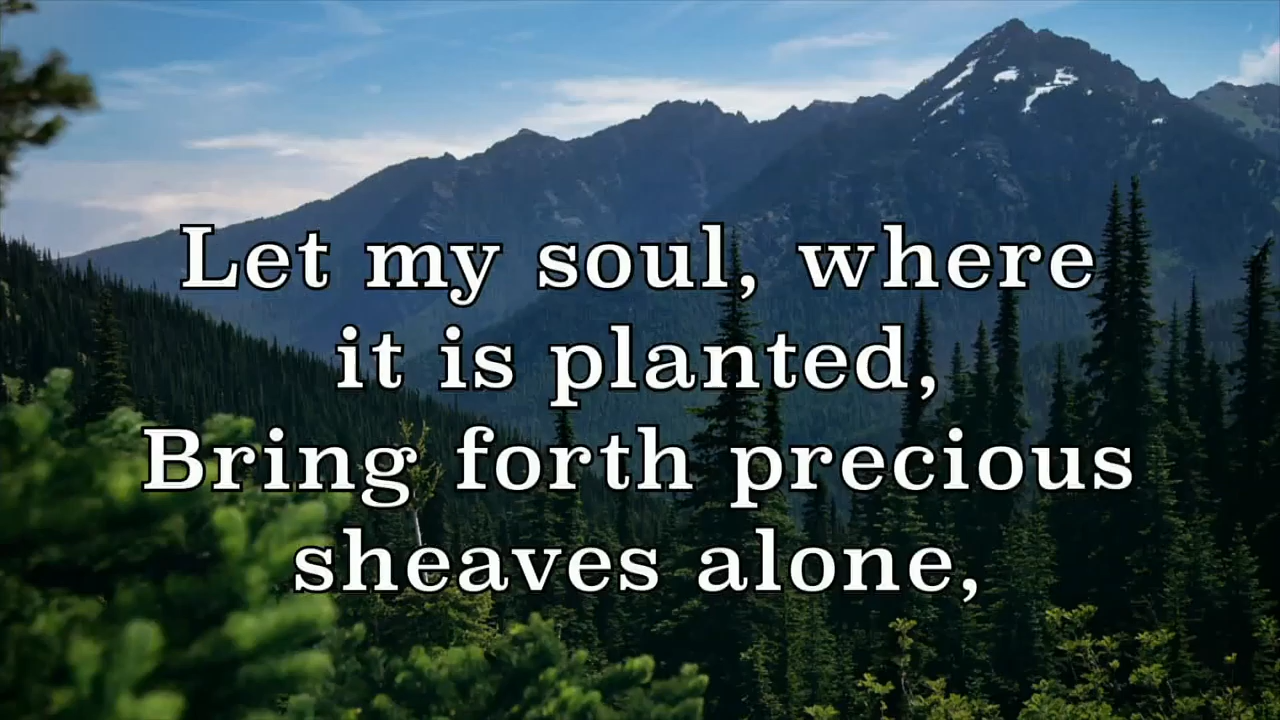 Let my soul, where
it is planted,
Bring forth precious
sheaves alone,